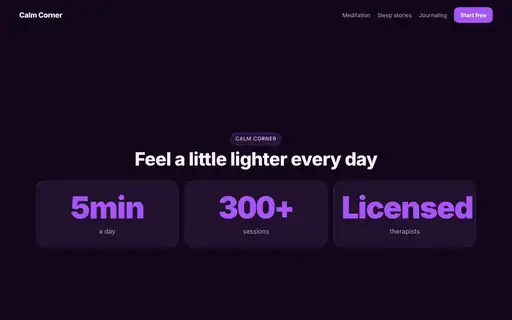 Calm Corner
Meditation Sleep stories Journaling Start free
CALM CORNER
Feel a little lighter every day
5min 300+ Licensed
a day sessions therapists